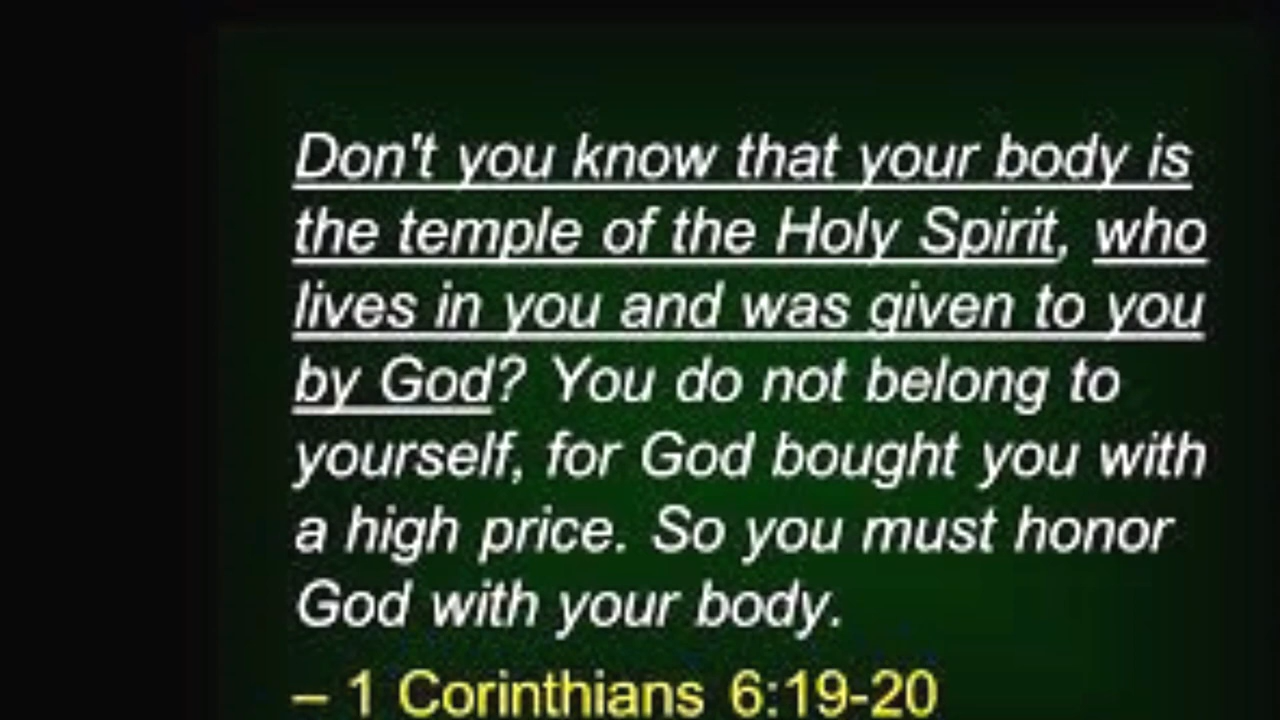 Don't you know that your body is
the temple of the Holy Spirit, who
lives in you and was given to you
by God? You do not belong to
yourself, for God bought you with
a high price. So you must honor
God with your body.
– 1 Corinthians 6:19-20